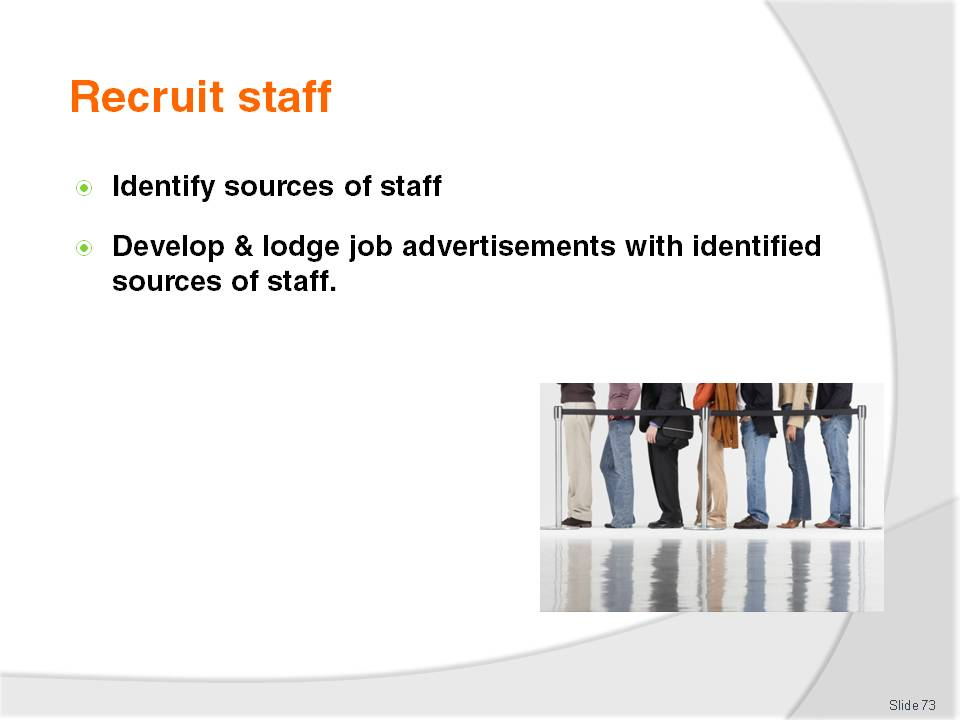 Recruit staff
Identify sources of staff
Develop & lodge job advertisements with identified
sources of staff.
Slide 73